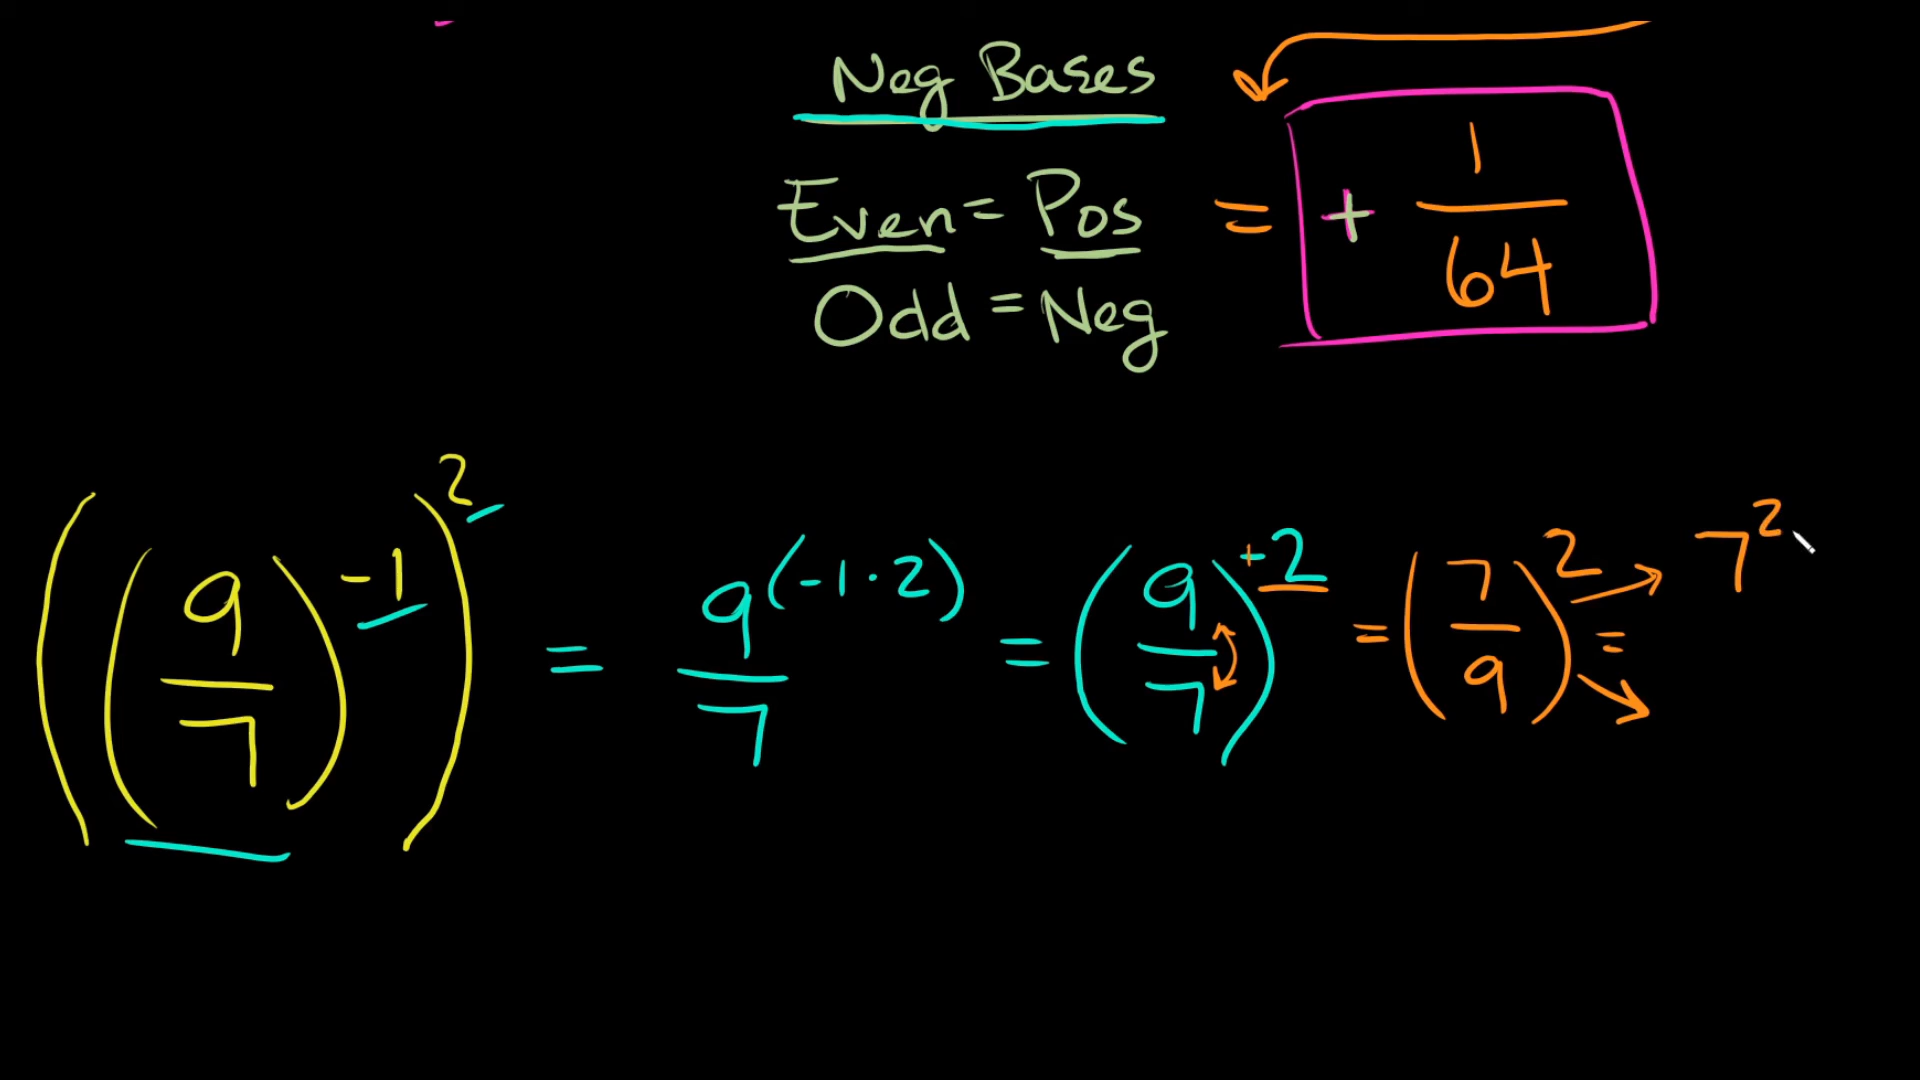 Neg Bases
Even = Pos
Odd = Neg
= + 1/64
((9/7)^-1)^2 = 9^(-1·2)/7 = (9/7)^+2 = (7/9)^2 = 7^2